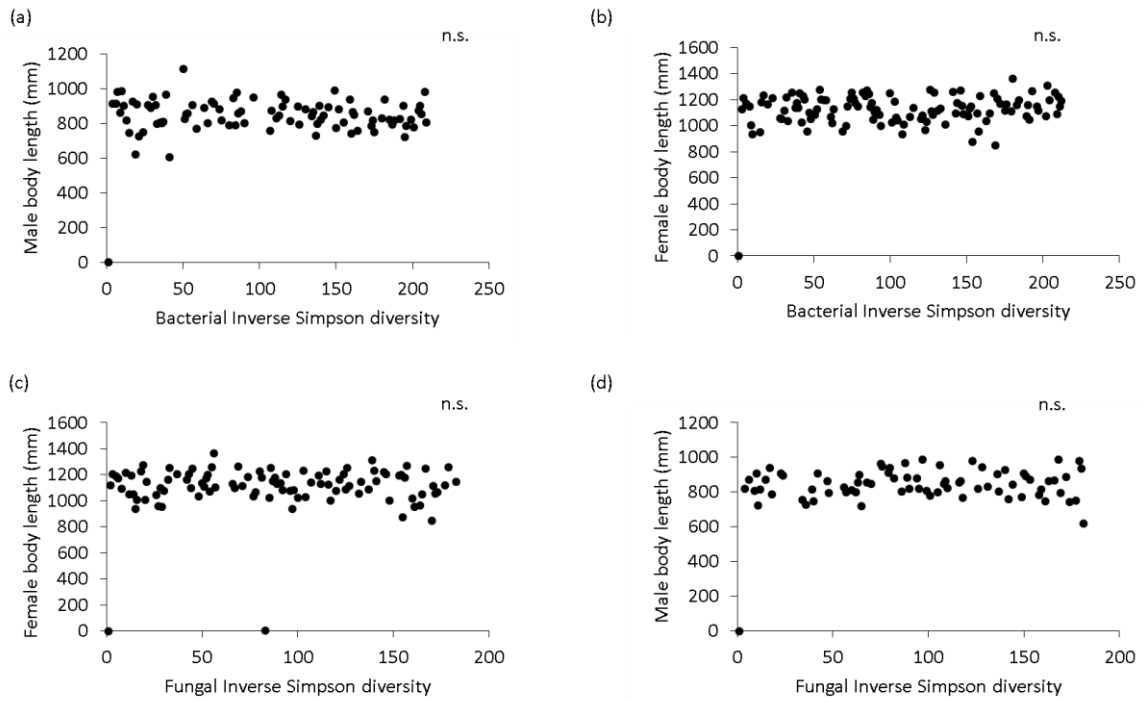 (a)
n.s.
1200
1000
800
600
400
200
0
0 50 100 150 200 250
Male body length (mm)
Bacterial Inverse Simpson diversity
(b)
n.s.
1600
1400
1200
1000
800
600
400
200
0
0 50 100 150 200 250
Female body length (mm)
Bacterial Inverse Simpson diversity
(c)
n.s.
1600
1400
1200
1000
800
600
400
200
0
0 50 100 150 200
Female body length (mm)
Fungal Inverse Simpson diversity
(d)
n.s.
1200
1000
800
600
400
200
0
0 50 100 150 200
Male body length (mm)
Fungal Inverse Simpson diversity